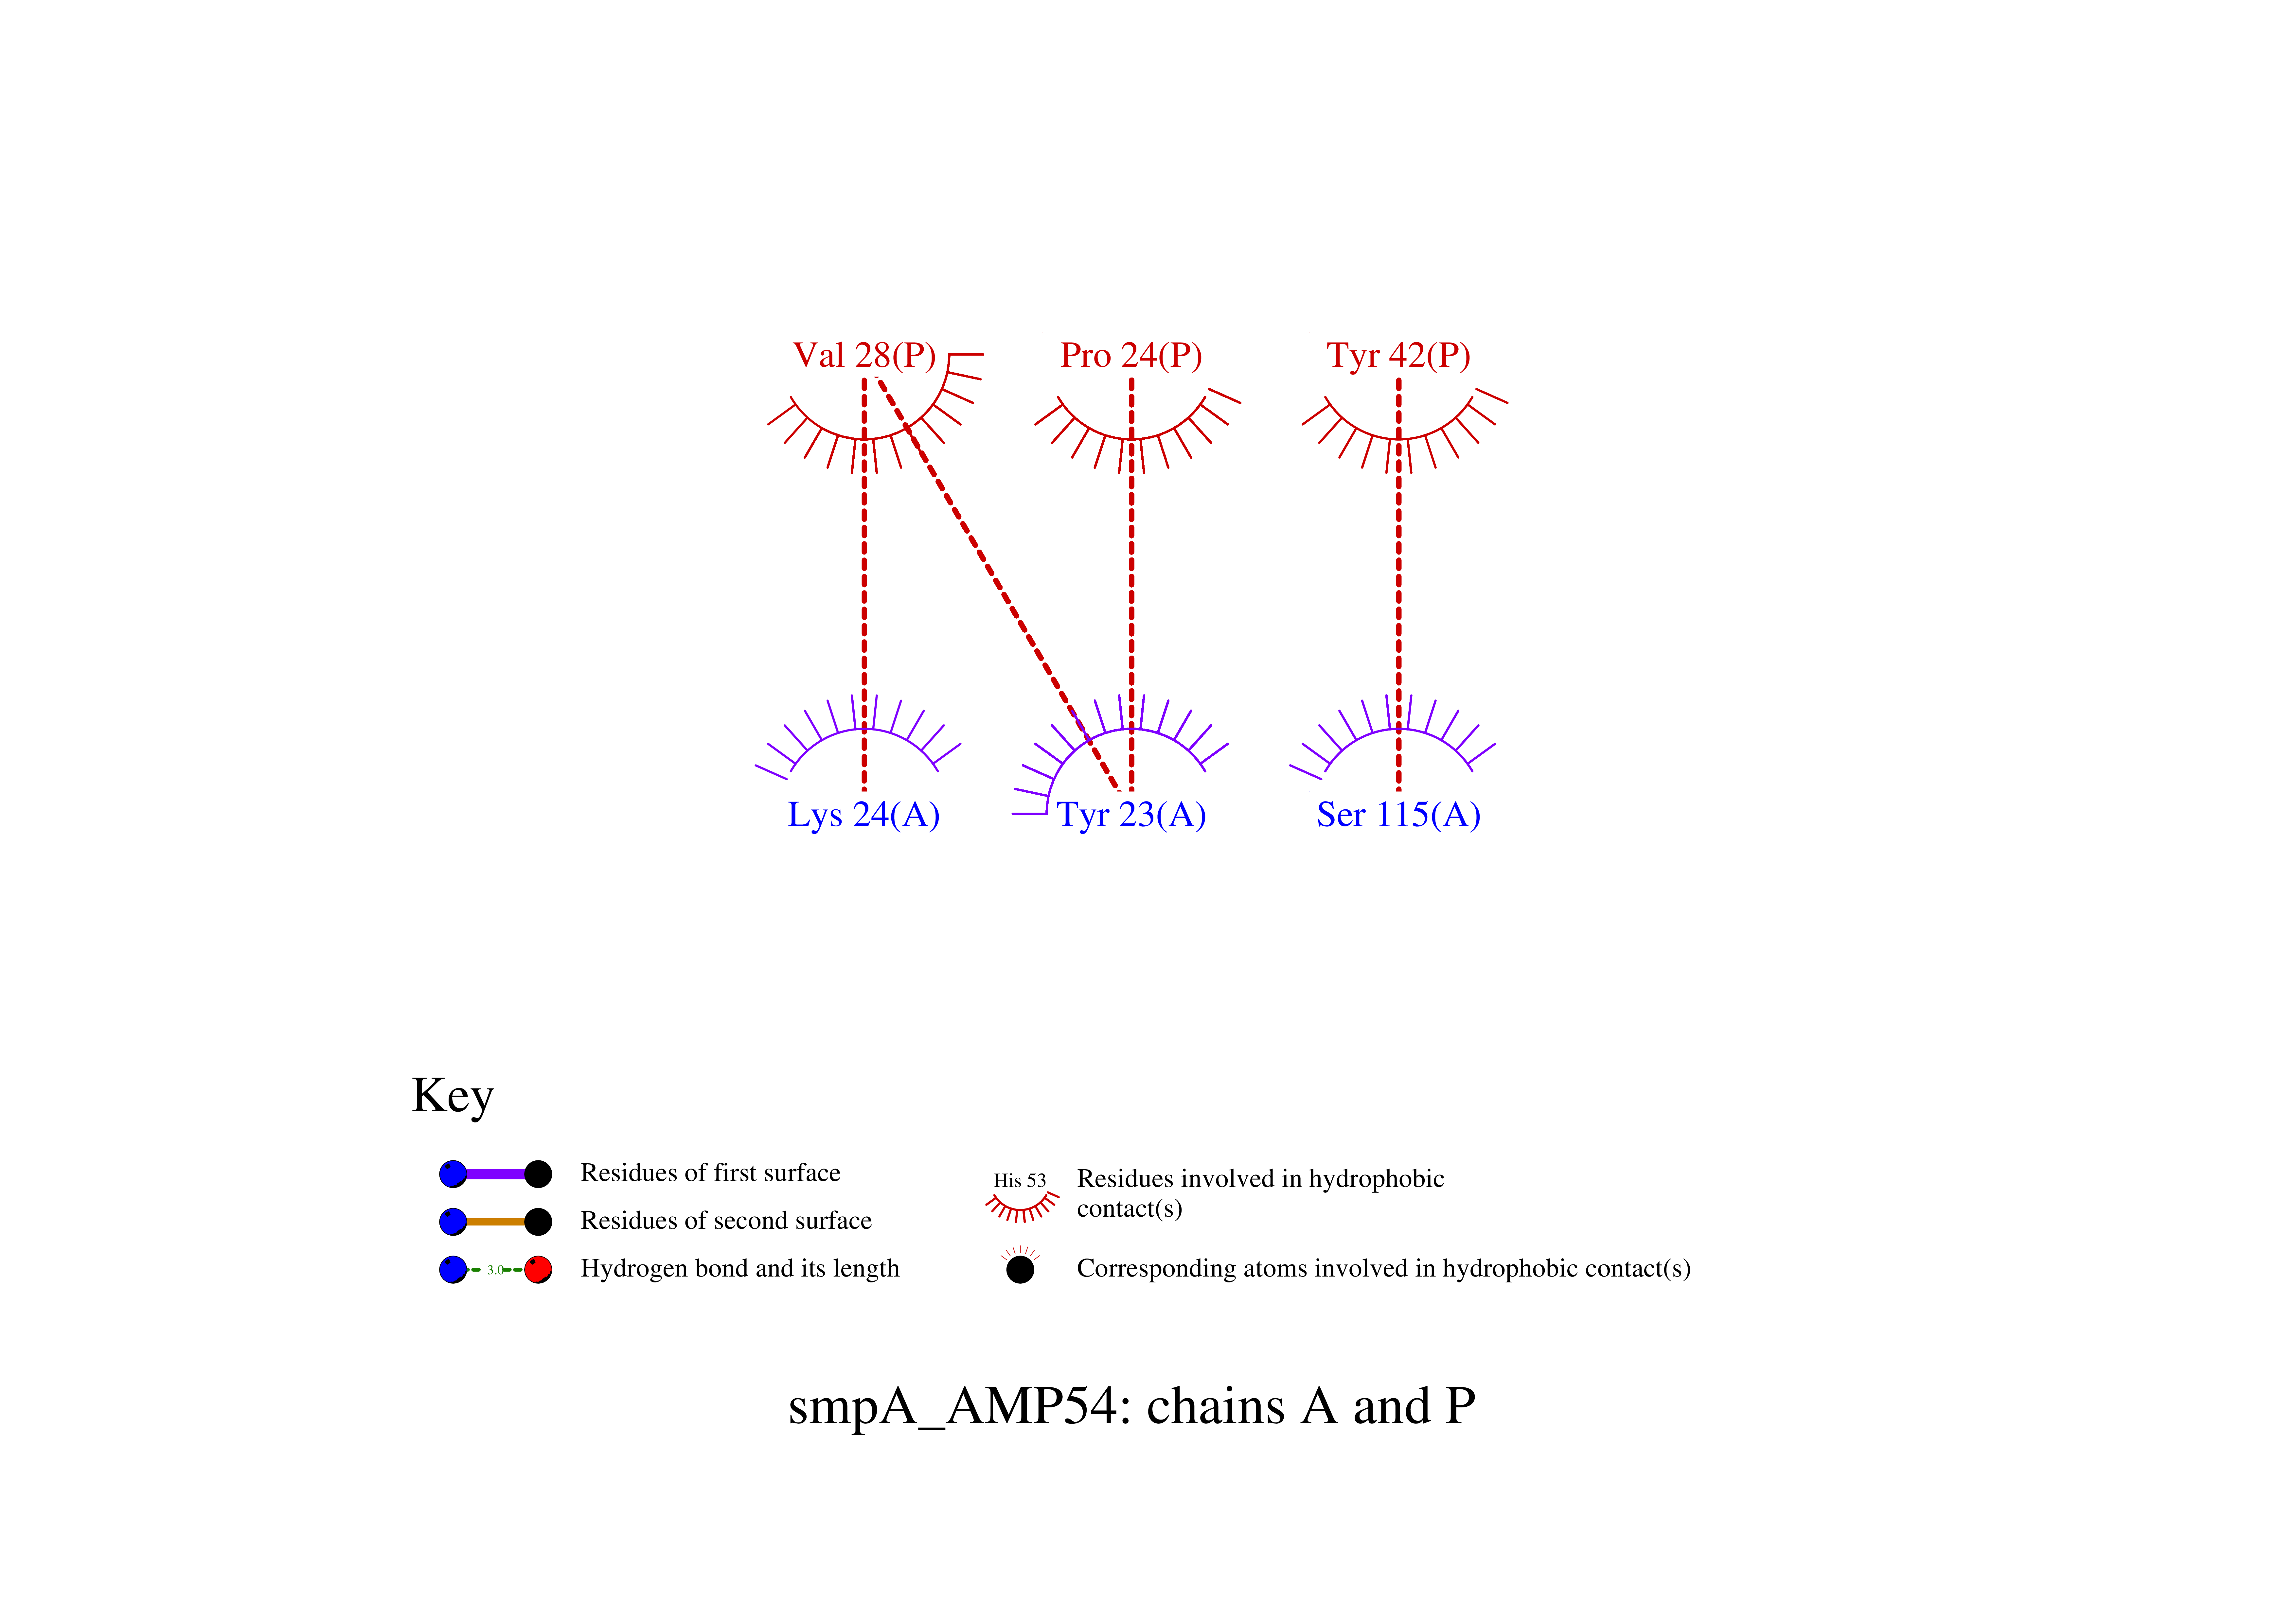 Val 28(P) Pro 24(P) Tyr 42(P)
Lys 24(A) Tyr 23(A) Ser 115(A)
Key
Residues of first surface
Residues of second surface
3.0 Hydrogen bond and its length
His 53 Residues involved in hydrophobic
contact(s)
Corresponding atoms involved in hydrophobic contact(s)
smpA_AMP54: chains A and P